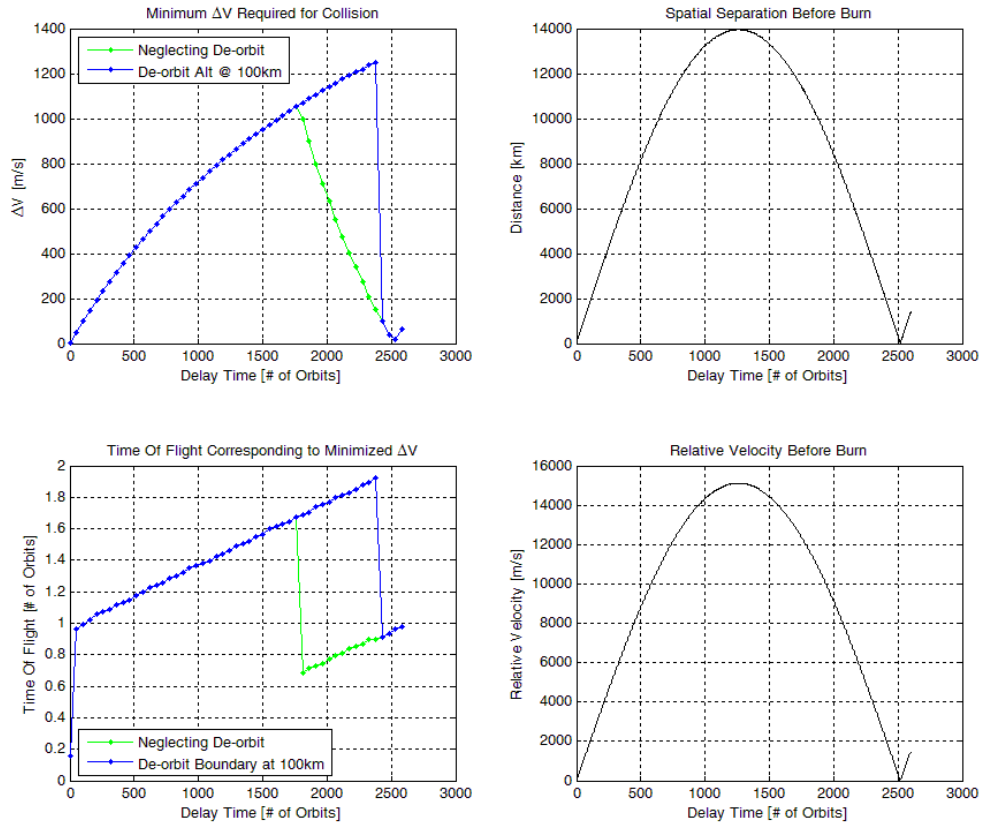 Minimum ΔV Required for Collision
1400
1200
1000
800
600
400
200
0
ΔV [m/s]
Neglecting De-orbit
De-orbit Alt @ 100km
0 500 1000 1500 2000 2500 3000
Delay Time [# of Orbits]
Spatial Separation Before Burn
14000
12000
10000
8000
6000
4000
2000
0
Distance [km]
0 500 1000 1500 2000 2500 3000
Delay Time [# of Orbits]
Time Of Flight Corresponding to Minimized ΔV
2
1.8
1.6
1.4
1.2
1
0.8
0.6
0.4
0.2
0
Time Of Flight [# of Orbits]
Neglecting De-orbit
De-orbit Boundary at 100km
0 500 1000 1500 2000 2500 3000
Delay Time [# of Orbits]
Relative Velocity Before Burn
16000
14000
12000
10000
8000
6000
4000
2000
0
Relative Velocity [m/s]
0 500 1000 1500 2000 2500 3000
Delay Time [# of Orbits]